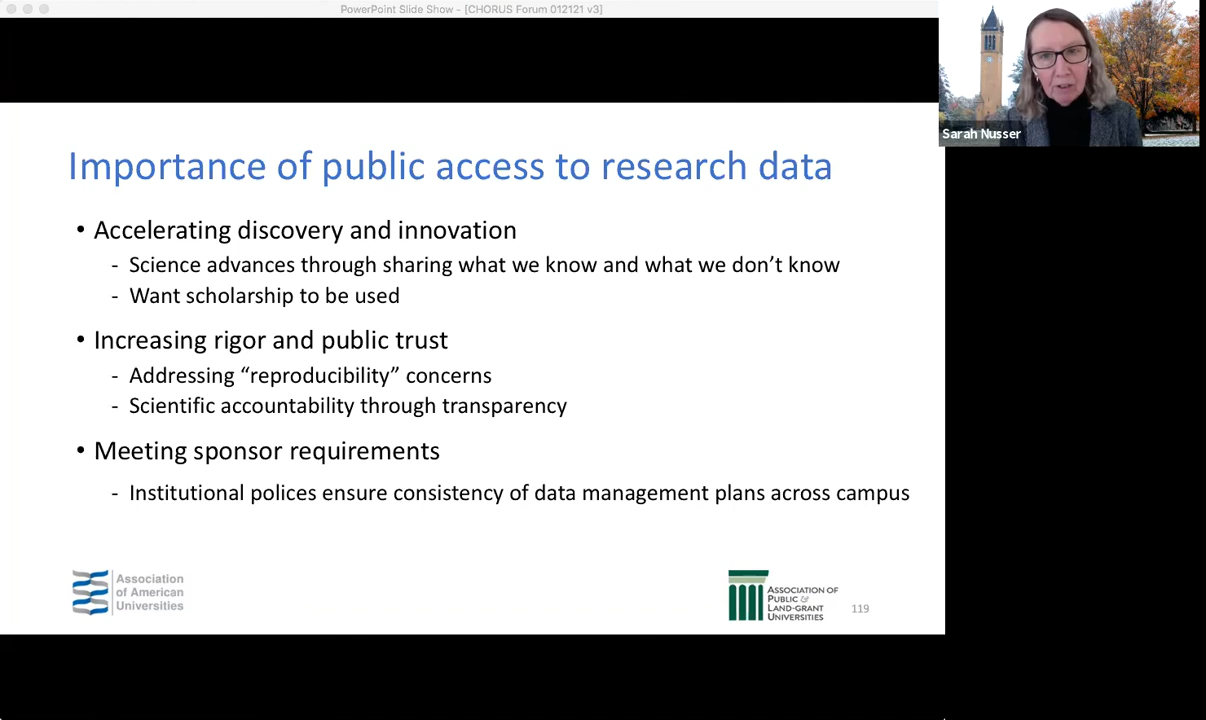 PowerPoint Slide Show - [CHORUS Forum 012121 v3]
Sarah Nusser
Importance of public access to research data
• Accelerating discovery and innovation
- Science advances through sharing what we know and what we don’t know
- Want scholarship to be used
• Increasing rigor and public trust
- Addressing “reproducibility” concerns
- Scientific accountability through transparency
• Meeting sponsor requirements
- Institutional polices ensure consistency of data management plans across campus
Association
of American
Universities
ASSOCIATION OF
PUBLIC &
LAND-GRANT
UNIVERSITIES
119